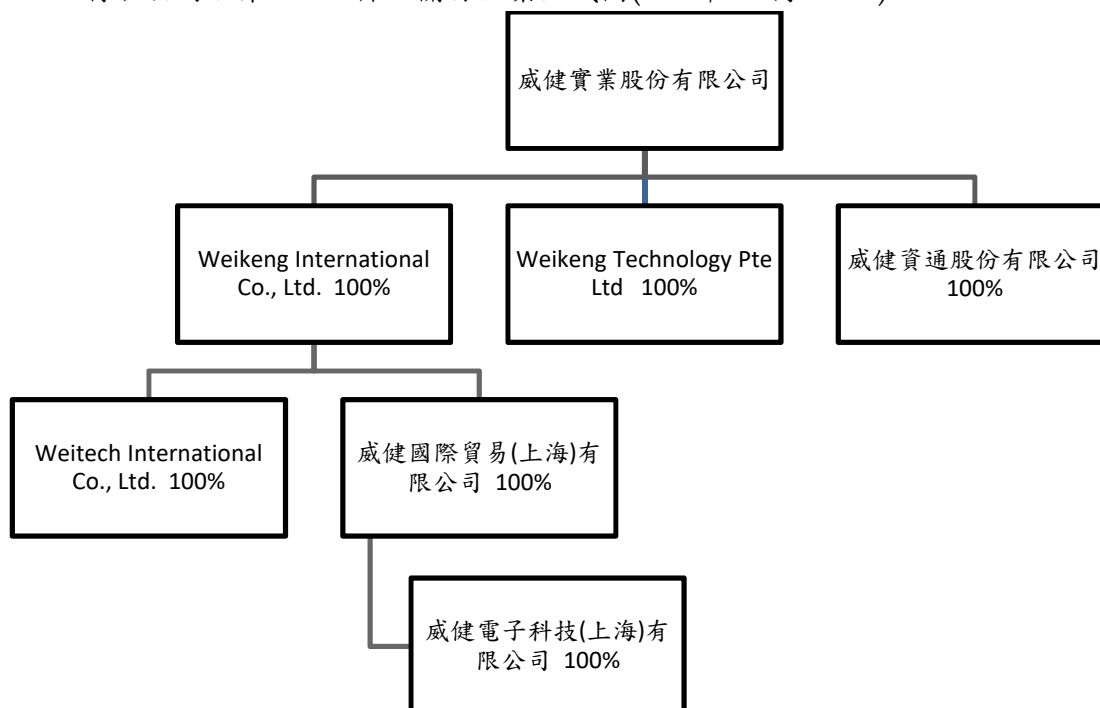 威健實業股份有限公司
Weikeng International
Co., Ltd. 100%
Weikeng Technology Pte
Ltd 100%
威健資通股份有限公司
100%
Weitech International
Co., Ltd. 100%
威健國際貿易(上海)有
限公司 100%
威健電子科技(上海)有
限公司 100%